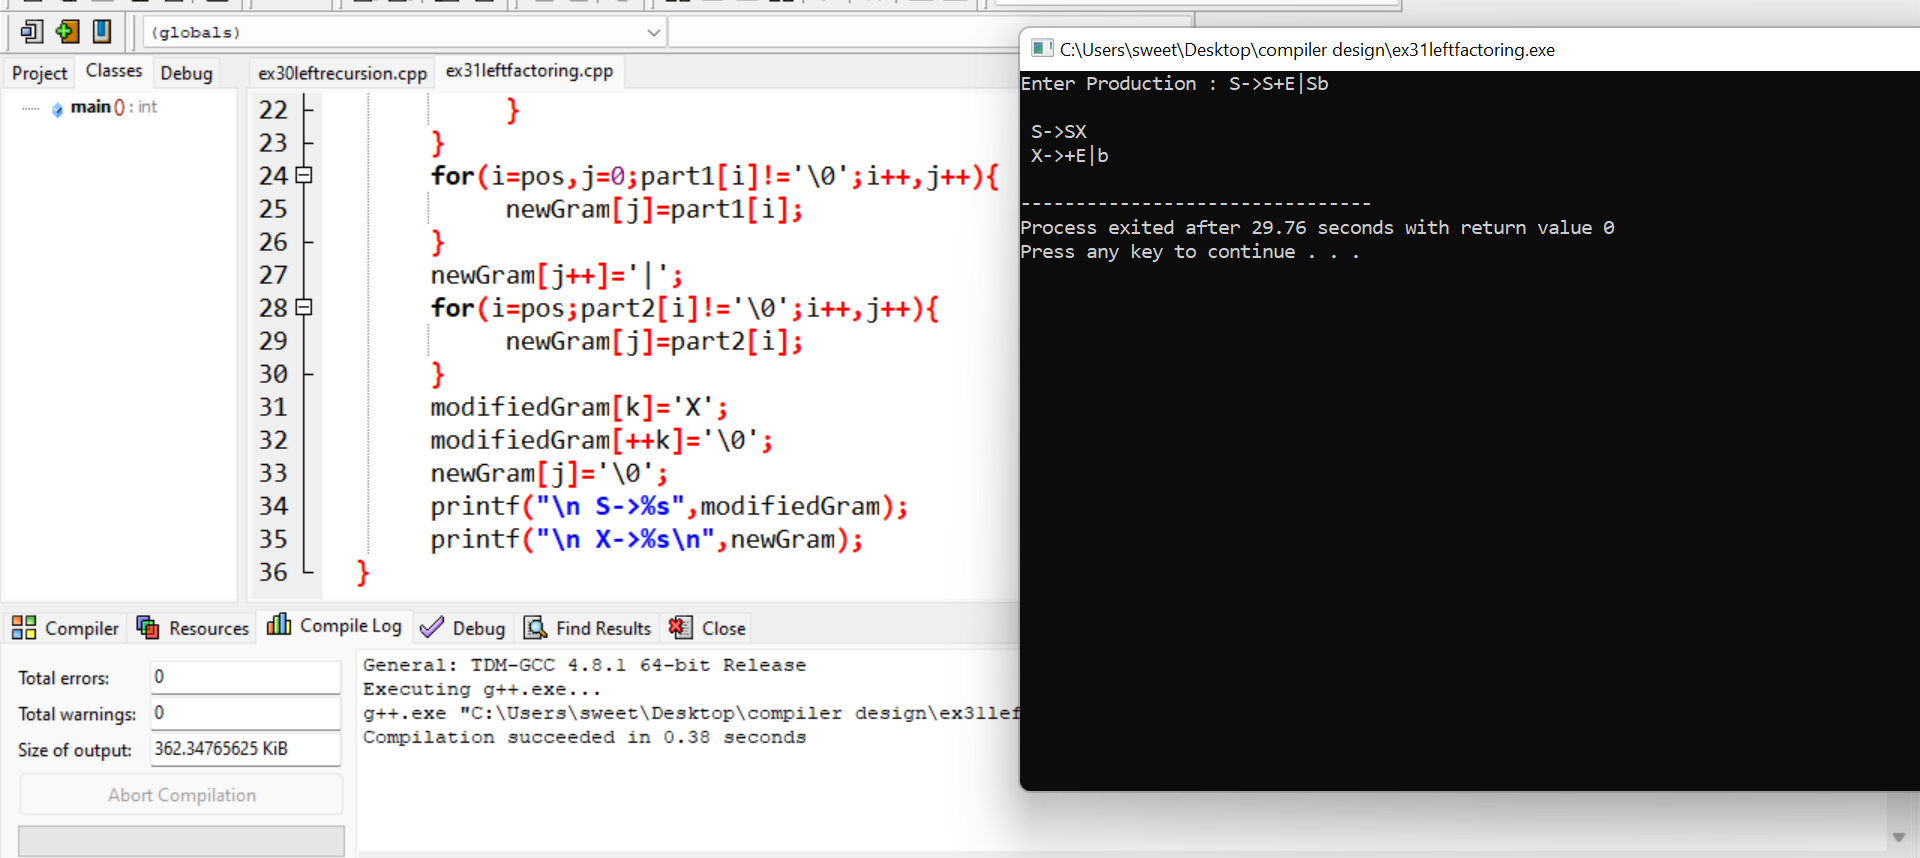 (globals)
Project Classes Debug
ex30leftrecursion.cpp ex31leftfactoring.cpp
main () : int
22 }
23 }
24 for(i=pos,j=0;part1[i]!='\0';i++,j++){
25 newGram[j]=part1[i];
26 }
27 newGram[j++]='|';
28 for(i=pos;part2[i]!='\0';i++,j++){
29 newGram[j]=part2[i];
30 }
31 modifiedGram[k]='X';
32 modifiedGram[++k]='\0';
33 newGram[j]='\0';
34 printf("\n S->%s",modifiedGram);
35 printf("\n X->%s\n",newGram);
36 }
C:\Users\sweet\Desktop\compiler design\ex31leftfactoring.exe
Enter Production : S->S+E|Sb
S->SX
X->+E|b
--------------------------------
Process exited after 29.76 seconds with return value 0
Press any key to continue . . .
Compiler Resources Compile Log Debug Find Results Close
Total errors: 0
Total warnings: 0
Size of output: 362.34765625 KiB
Abort Compilation
General: TDM-GCC 4.8.1 64-bit Release
Executing g++.exe...
g++.exe "C:\Users\sweet\Desktop\compiler design\ex31lef
Compilation succeeded in 0.38 seconds